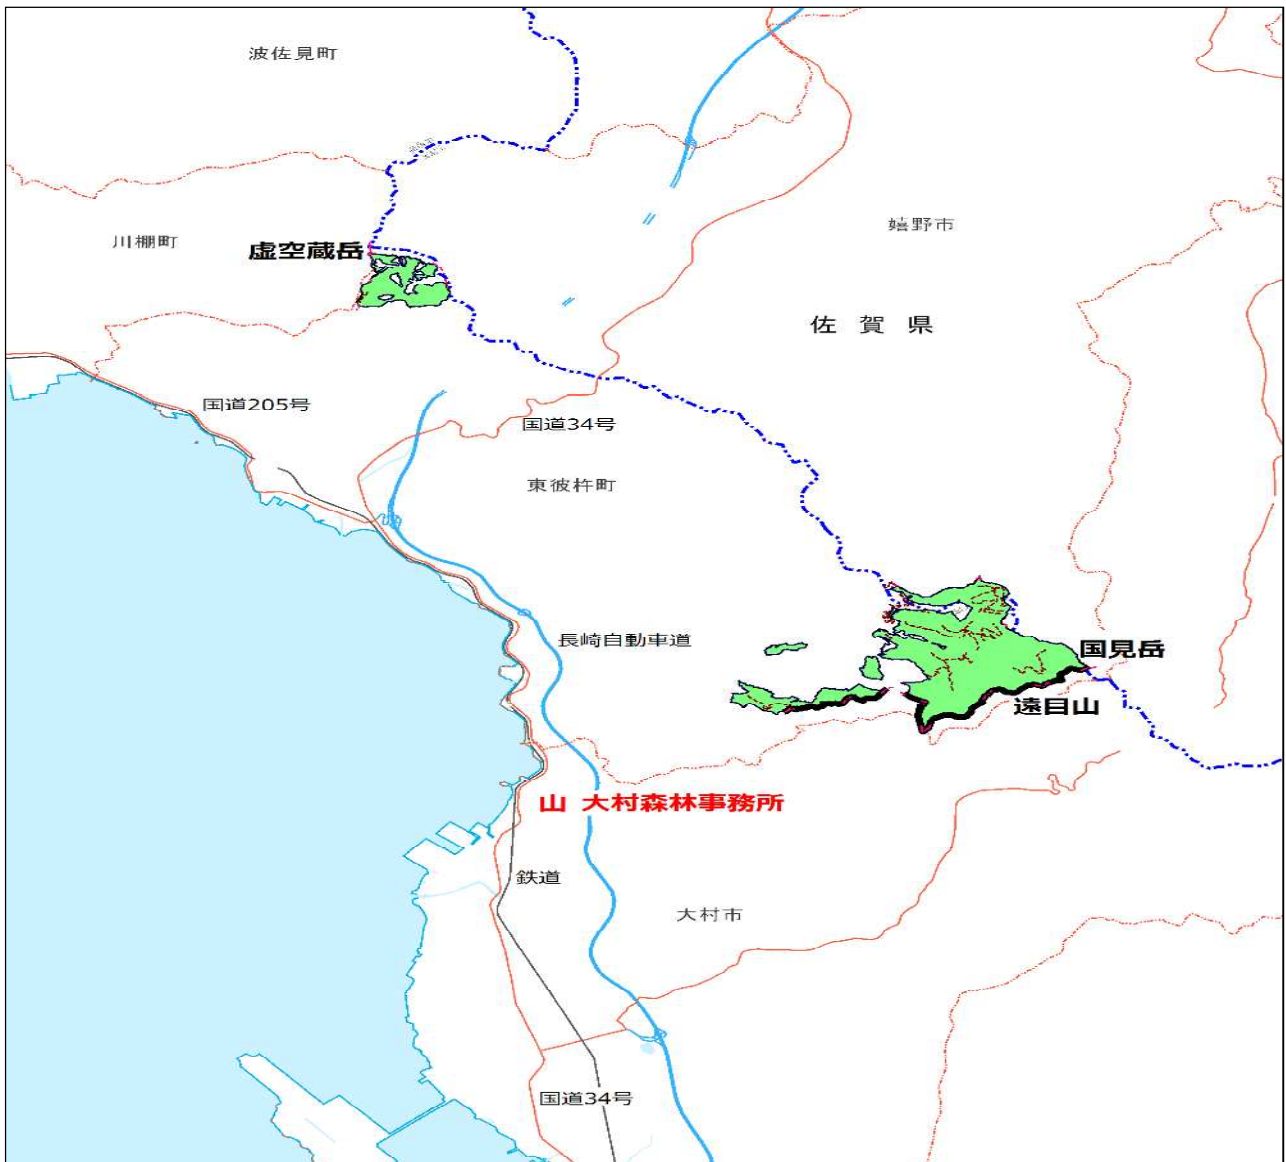 波佐見町
嬉野市
川棚町
虚空蔵岳
佐賀県
国道205号
国道34号
東彼杵町
長崎自動車道
国見岳
遠目山
山 大村森林事務所
鉄道
大村市
国道34号